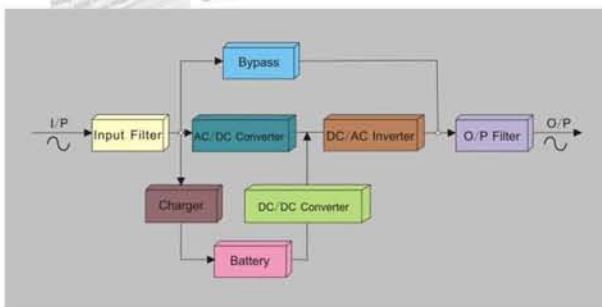 Bypass
I/P
Input Filter
AC/DC Converter
DC/AC Inverter
O/P Filter
O/P
Charger
DC/DC Converter
Battery